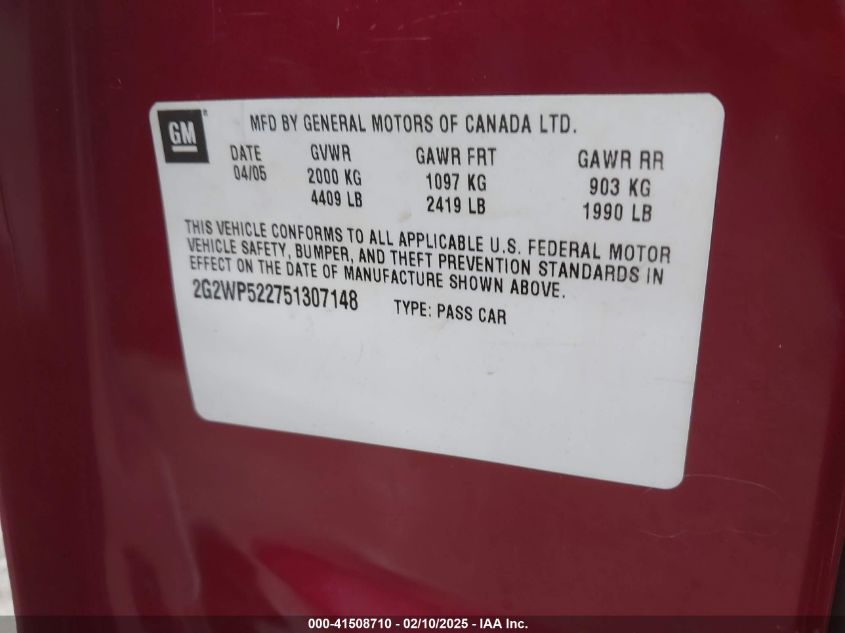 GM®
MFD BY GENERAL MOTORS OF CANADA LTD.
DATE GVWR GAWR FRT GAWR RR
04/05 2000 KG 1097 KG 903 KG
4409 LB 2419 LB 1990 LB
THIS VEHICLE CONFORMS TO ALL APPLICABLE U.S. FEDERAL MOTOR
VEHICLE SAFETY, BUMPER, AND THEFT PREVENTION STANDARDS IN
EFFECT ON THE DATE OF MANUFACTURE SHOWN ABOVE.
2G2WP522751307148 TYPE: PASS CAR
000-41508710 - 02/10/2025 - IAA Inc.